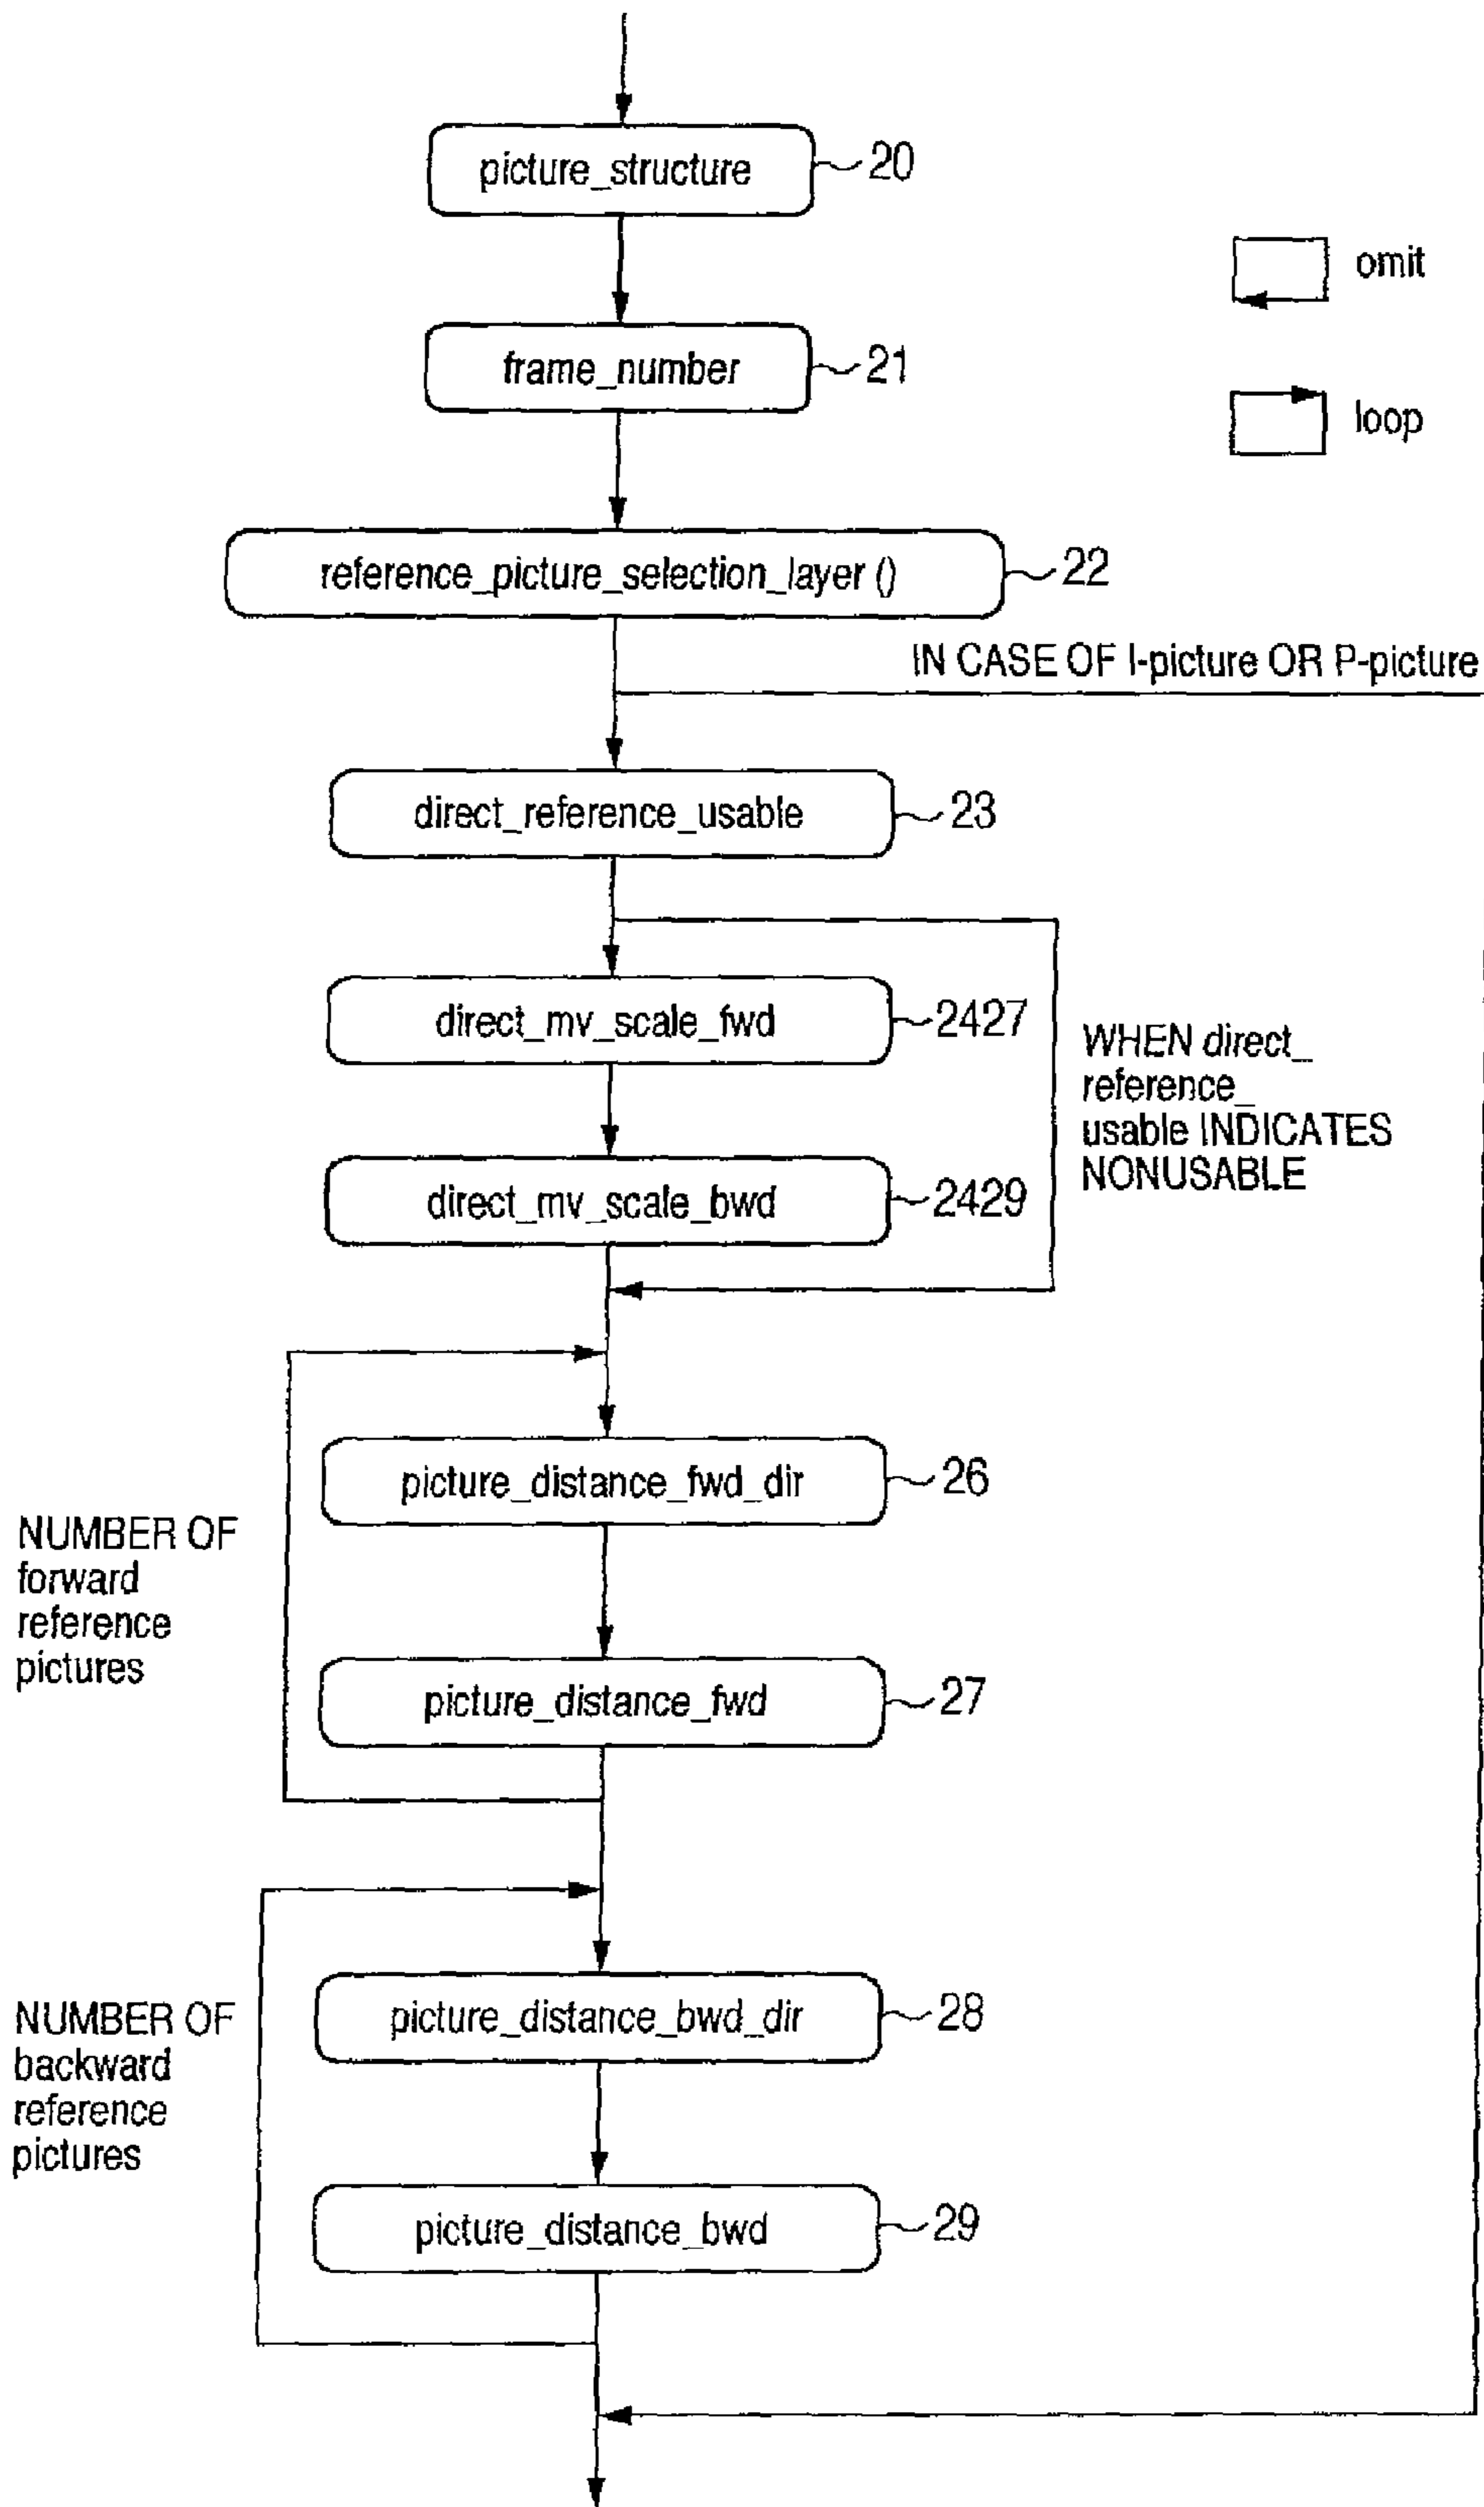 picture_structure
20
omit
frame_number
21
loop
reference_picture_selection_layer ()
22
IN CASE OF I-picture OR P-picture
direct_reference_usable
23
direct_mv_scale_fwd
2427
WHEN direct_
reference_
usable INDICATES
NONUSABLE
direct_mv_scale_bwd
2429
picture_distance_fwd_dir
26
NUMBER OF
forward
reference
pictures
picture_distance_fwd
27
picture_distance_bwd_dir
28
NUMBER OF
backward
reference
pictures
picture_distance_bwd
29